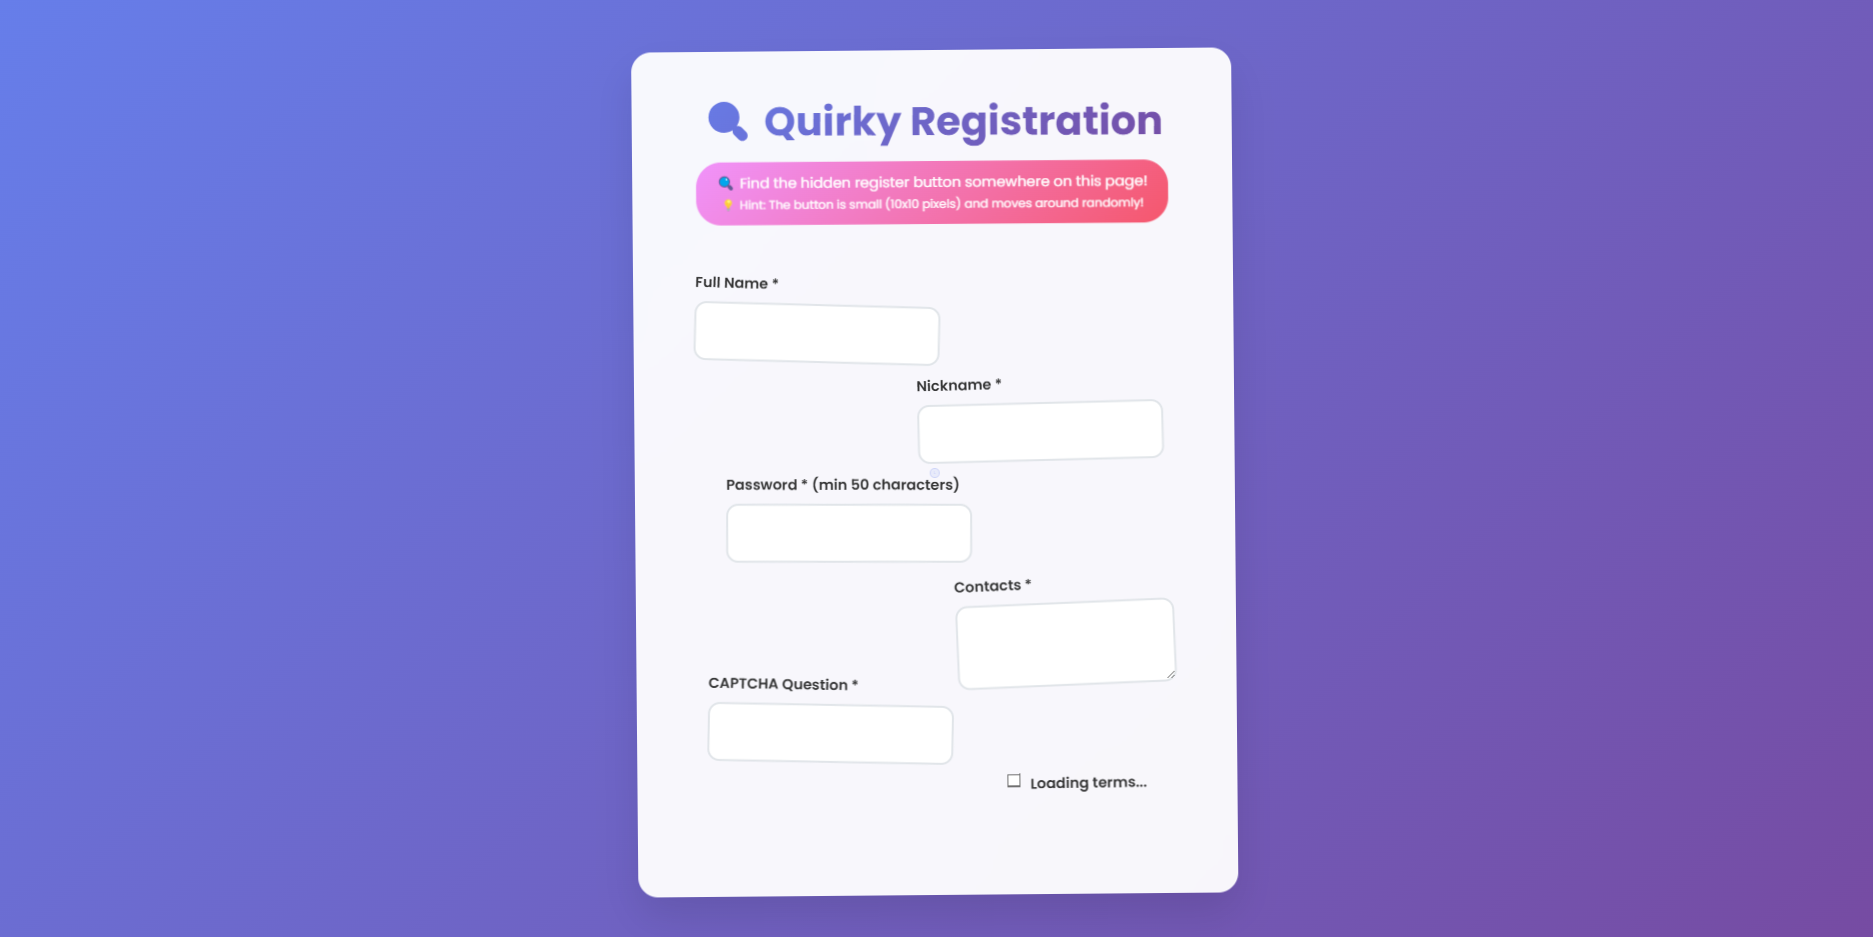 🔍 Quirky Registration
🔍 Find the hidden register button somewhere on this page!
💡 Hint: The button is small (10x10 pixels) and moves around randomly!
Full Name *
Nickname *
Password * (min 50 characters)
Contacts *
CAPTCHA Question *
Loading terms...